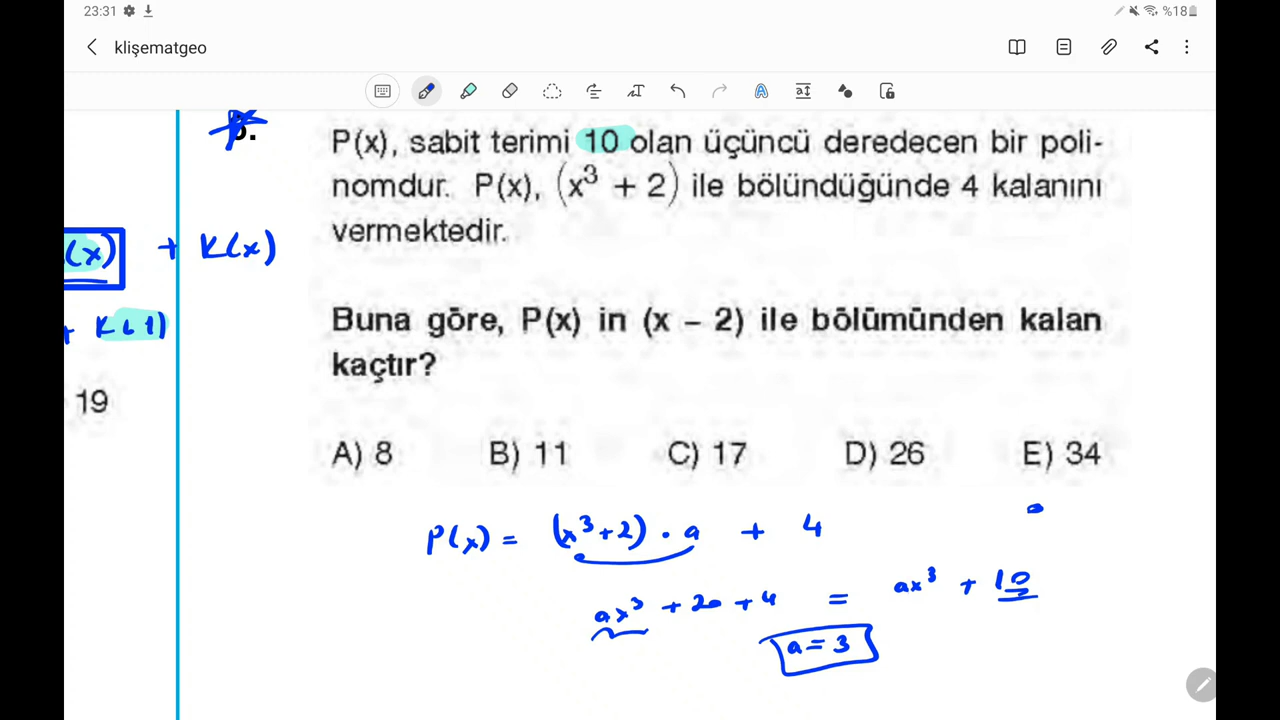 23:31 %18
klişematgeo
P(x), sabit terimi 10 olan üçüncü deredecen bir poli-
nomdur. P(x), (x³ + 2) ile bölündüğünde 4 kalanını
vermektedir.
(x) + K(x)
+ K(1)
Buna göre, P(x) in (x – 2) ile bölümünden kalan
kaçtır?
19
A) 8 B) 11 C) 17 D) 26 E) 34
P(x) = (x³+2) . a + 4
ax³ + 2a + 4 = ax³ + 10
a = 3